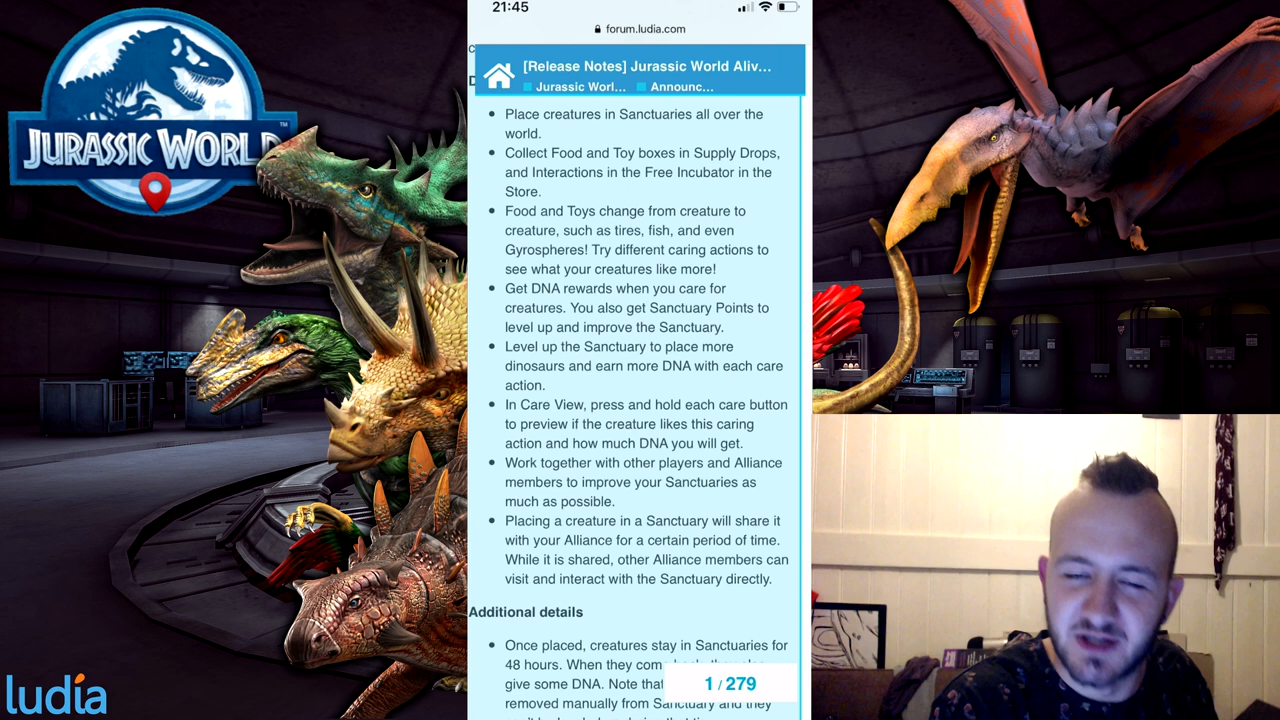 JURASSIC WORLD
TM
ludia
21:45
forum.ludia.com
[Release Notes] Jurassic World Aliv...
Jurassic Worl... Announc...
Place creatures in Sanctuaries all over the
world.
Collect Food and Toy boxes in Supply Drops,
and Interactions in the Free Incubator in the
Store.
Food and Toys change from creature to
creature, such as tires, fish, and even
Gyrospheres! Try different caring actions to
see what your creatures like more!
Get DNA rewards when you care for
creatures. You also get Sanctuary Points to
level up and improve the Sanctuary.
Level up the Sanctuary to place more
dinosaurs and earn more DNA with each care
action.
In Care View, press and hold each care button
to preview if the creature likes this caring
action and how much DNA you will get.
Work together with other players and Alliance
members to improve your Sanctuaries as
much as possible.
Placing a creature in a Sanctuary will share it
with your Alliance for a certain period of time.
While it is shared, other Alliance members can
visit and interact with the Sanctuary directly.
Additional details
Once placed, creatures stay in Sanctuaries for
48 hours. When they come
give some DNA. Note that
removed manually from Sanctuary and they
1 / 279